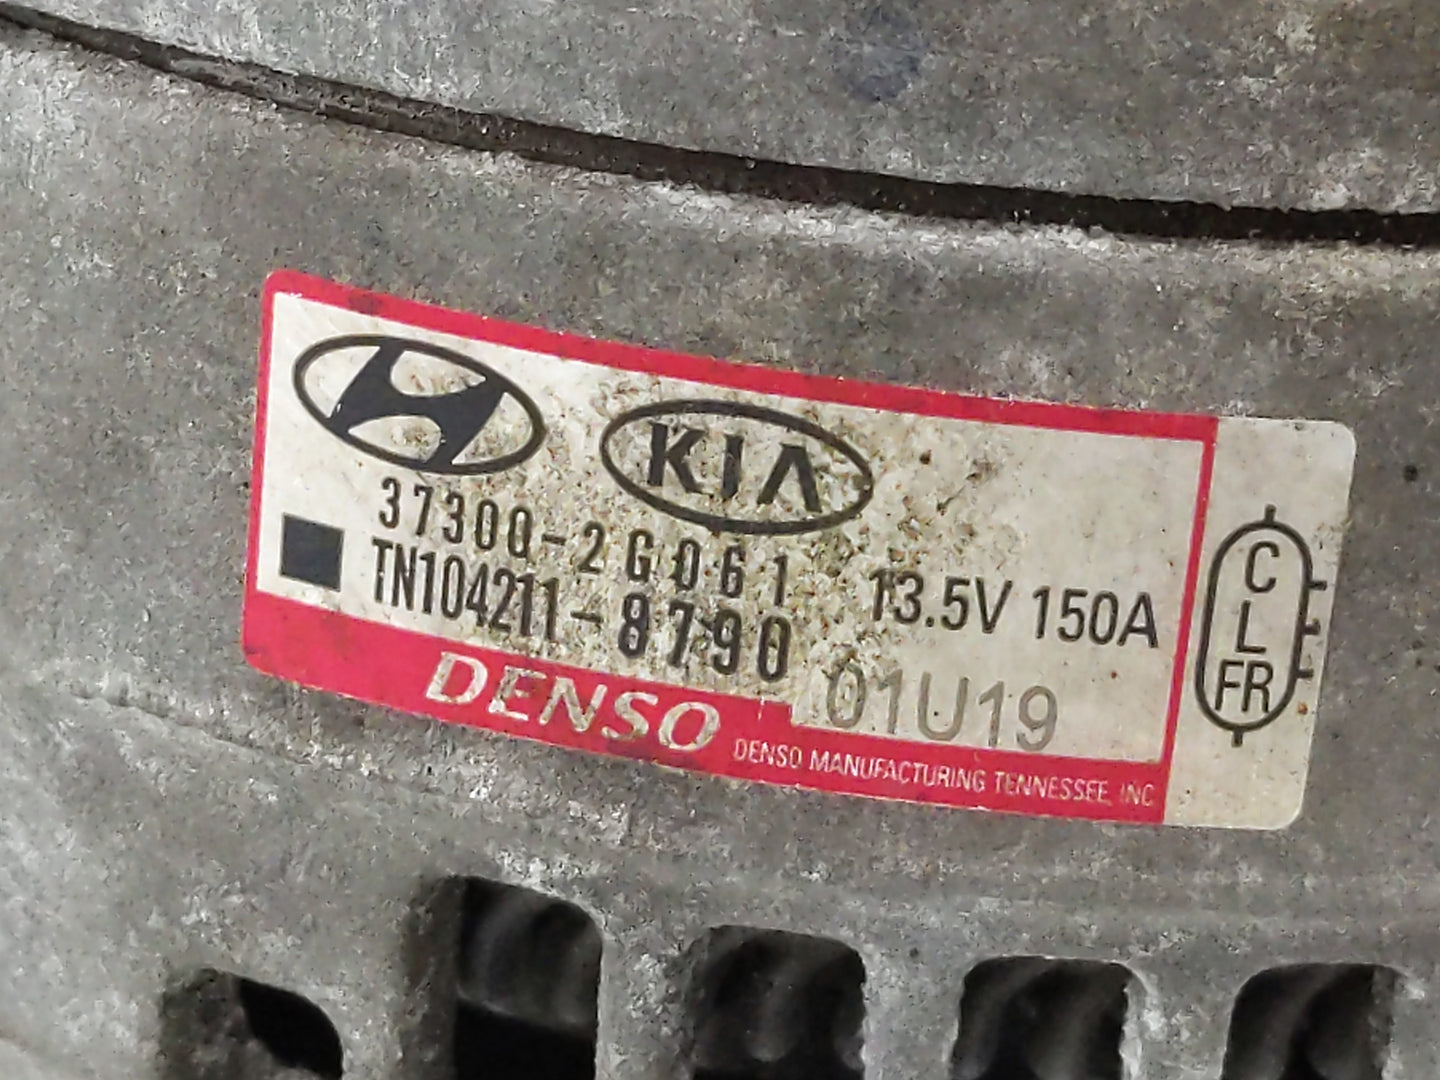 KIA
37300-2G061
TN104211-8790
13.5V 150A
01U19
DENSO
DENSO MANUFACTURING TENNESSEE, INC
C
L
FR